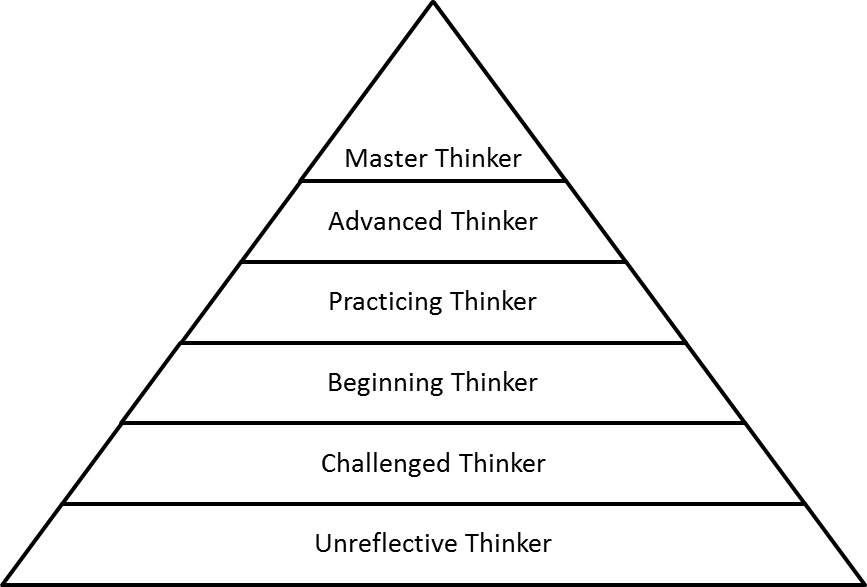 Master Thinker
Advanced Thinker
Practicing Thinker
Beginning Thinker
Challenged Thinker
Unreflective Thinker